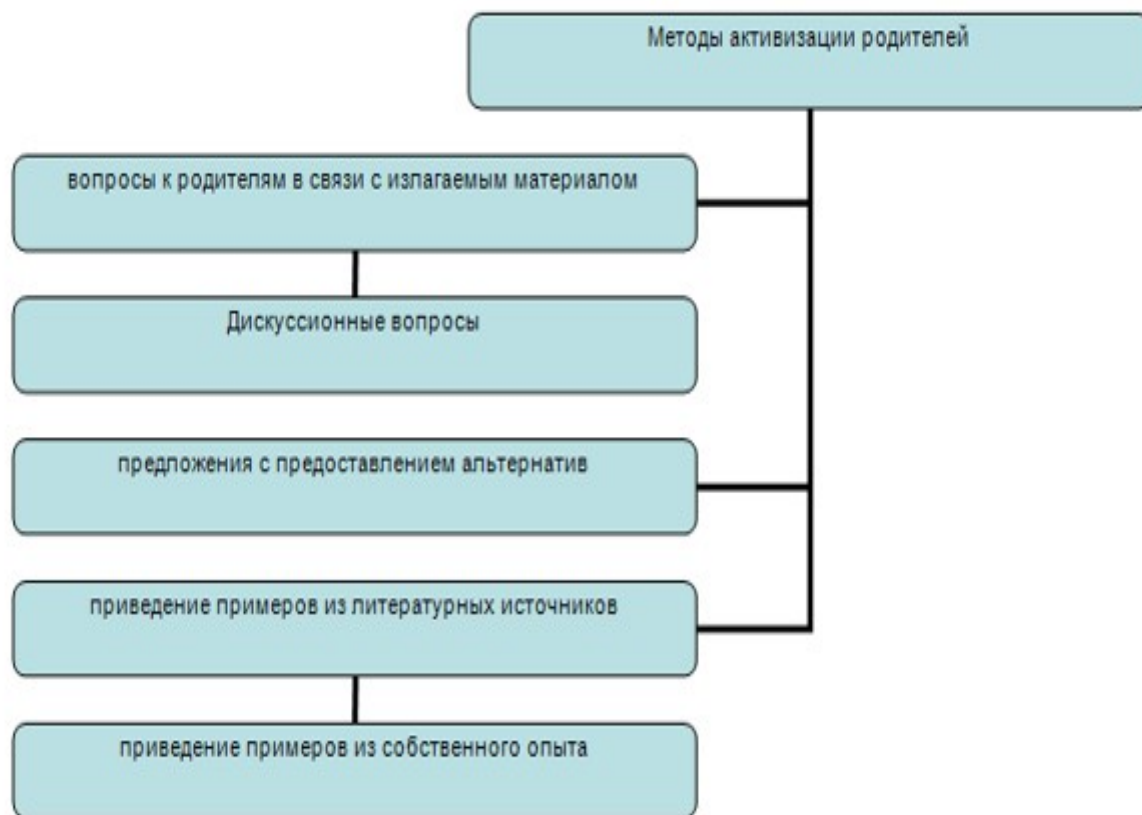 Методы активизации родителей
вопросы к родителям в связи с излагаемым материалом
Дискуссионные вопросы
предложения с предоставлением альтернатив
приведение примеров из литературных источников
приведение примеров из собственного опыта